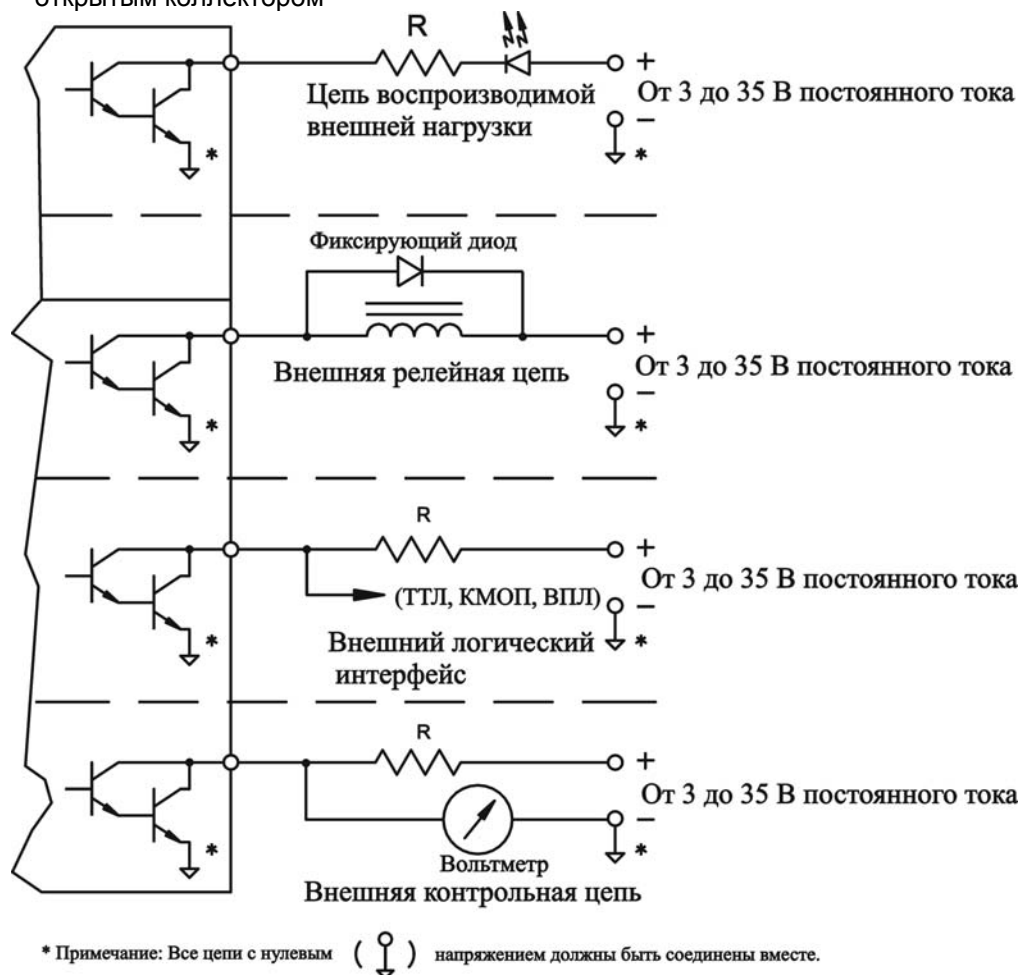 открытым коллектором
R
+
Цепь воспроизводимой
внешней нагрузки
От 3 до 35 В постоянного тока
−
*
*
Фиксирующий диод
+
Внешняя релейная цепь
От 3 до 35 В постоянного тока
−
*
*
R
+
(ТТЛ, КМОП, ВПЛ)
От 3 до 35 В постоянного тока
−
Внешний логический
интерфейс
*
*
R
+
От 3 до 35 В постоянного тока
−
*
*
Вольтметр
Внешняя контрольная цепь
* Примечание: Все цепи с нулевым ( ) напряжением должны быть соединены вместе.